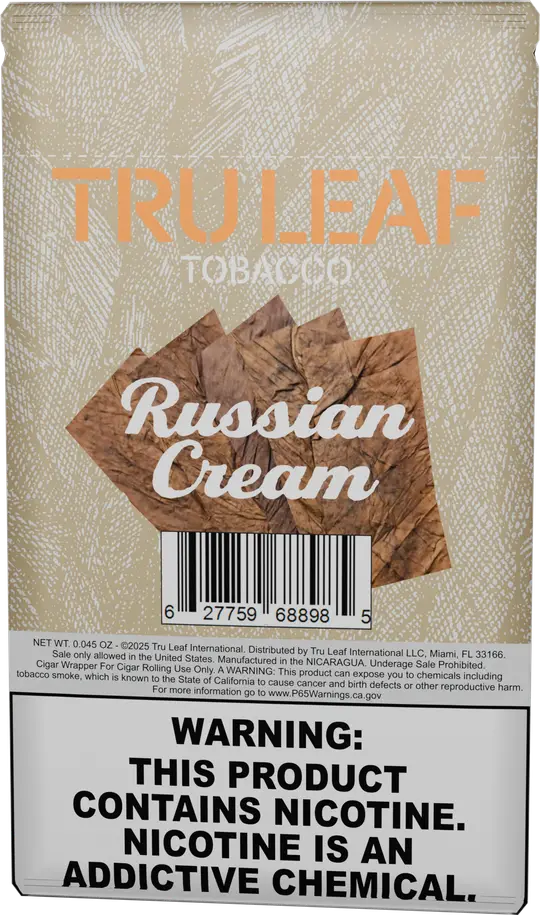 TRU LEAF
TOBACCO
Russian
Cream
6 27759 68898 5
NET WT. 0.045 OZ - ©2025 Tru Leaf International. Distributed by Tru Leaf International LLC, Miami, FL 33166.
Sale only allowed in the United States. Manufactured in the NICARAGUA. Underage Sale Prohibited.
Cigar Wrapper For Cigar Rolling Use Only. A WARNING: This product can expose you to chemicals including
tobacco smoke, which is known to the State of California to cause cancer and birth defects or other reproductive harm.
For more information go to www.P65Warnings.ca.gov
WARNING:
THIS PRODUCT
CONTAINS NICOTINE.
NICOTINE IS AN
ADDICTIVE CHEMICAL.